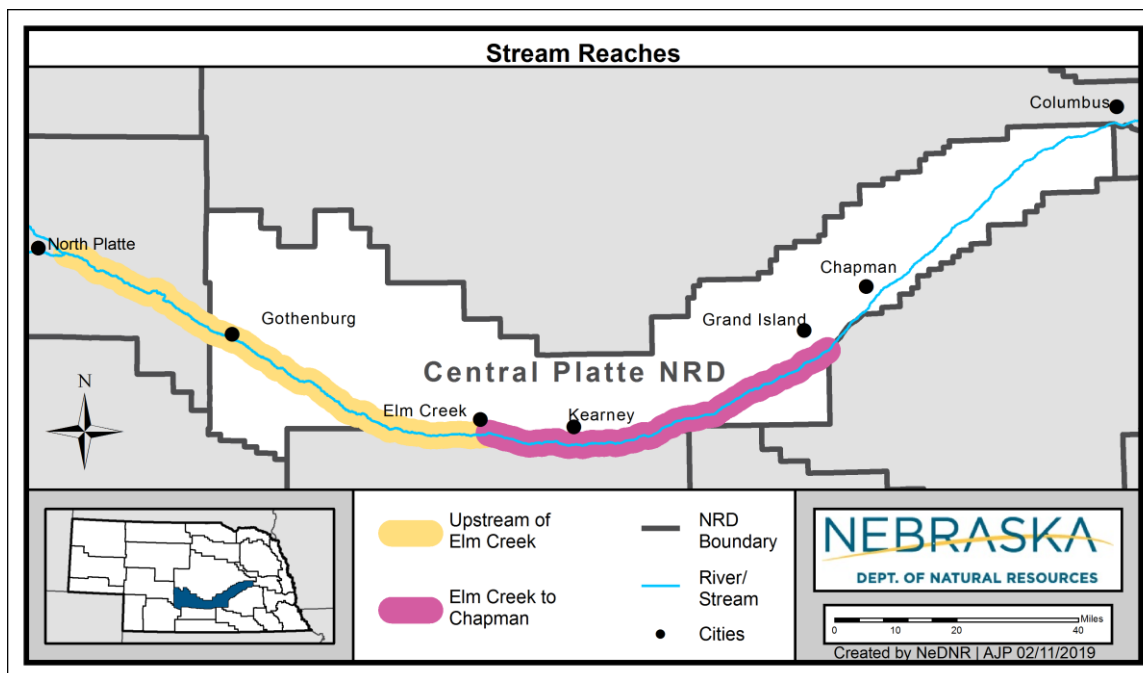 Stream Reaches
Columbus
North Platte
Chapman
Gothenburg
Grand Island
Central Platte NRD
N
Elm Creek
Kearney
Upstream of
Elm Creek
Elm Creek to
Chapman
NRD
Boundary
River/
Stream
Cities
NEBRASKA
DEPT. OF NATURAL RESOURCES
Miles
0 10 20 40
Created by NeDNR | AJP 02/11/2019